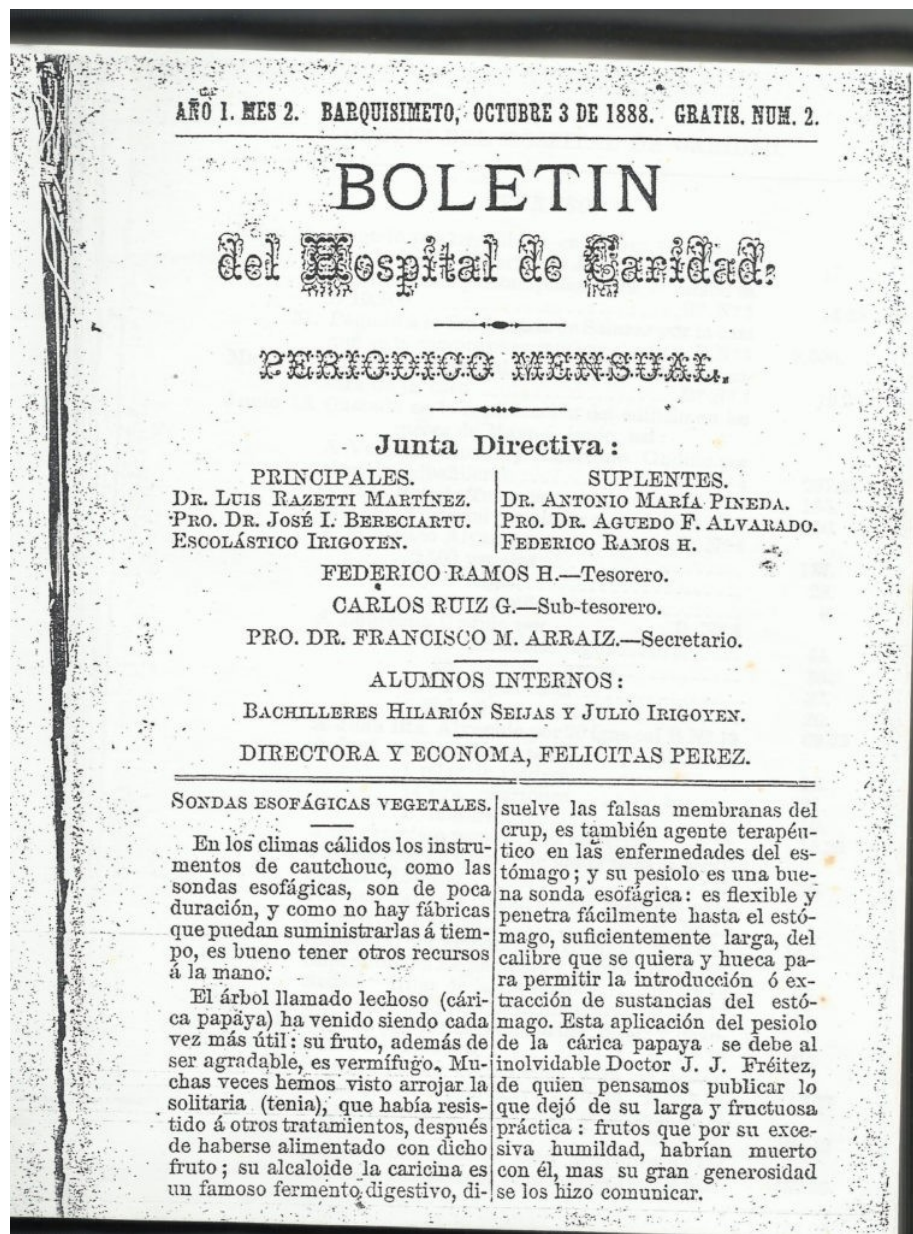 AÑO I. MES 2. BARQUISIMETO, OCTUBRE 3 DE 1888. GRATIS. NUM. 2.
BOLETIN
del Hospital de Caridad.
PERIODICO MENSUAL.
Junta Directiva:
PRINCIPALES.
DR. LUIS RAZETTI MARTÍNEZ.
PRO. DR. JOSÉ I. BERECIARTU.
ESCOLÁSTICO IRIGOYEN.
SUPLENTES.
DR. ANTONIO MARÍA PINEDA.
PRO. DR. AGUEDO F. ALVARADO.
FEDERICO RAMOS H.
FEDERICO RAMOS H.—Tesorero.
CARLOS RUIZ G.—Sub-tesorero.
PRO. DR. FRANCISCO M. ARRAIZ.—Secretario.
ALUMNOS INTERNOS:
BACHILLERES HILARIÓN SEIJAS Y JULIO IRIGOYEN.
DIRECTORA Y ECONOMA, FELICITAS PEREZ.
SONDAS ESOFÁGICAS VEGETALES.
En los climas cálidos los instru-
mentos de cautchouc, como las
sondas esofágicas, son de poca
duración, y como no hay fábricas
que puedan suministrarlas á tiem-
po, es bueno tener otros recursos
á la mano.
El árbol llamado lechoso (cári-
ca papáya) ha venido siendo cada
vez más útil: su fruto, además de
ser agradable, es vermífugo. Mu-
chas veces hemos visto arrojar la
solitaria (tenia), que había resis-
tido á otros tratamientos, después
de haberse alimentado con dicho
fruto; su alcaloide la caricina es
un famoso fermento digestivo, di-
suelve las falsas membranas del
crup, es también agente terapéu-
tico en las enfermedades del es-
tómago; y su pesiolo es una bue-
na sonda esofágica: es flexible y
penetra fácilmente hasta el estó-
mago, suficientemente larga, del
calibre que se quiera y hueca pa-
ra permitir la introducción ó ex-
tracción de sustancias del estó-
mago. Esta aplicación del pesiolo
de la cárica papaya se debe al
inolvidable Doctor J. J. Fréitez,
de quien pensamos publicar lo
que dejó de su larga y fructuosa
práctica: frutos que por su exce-
siva humildad, habrían muerto
con él, mas su gran generosidad
se los hizo comunicar.